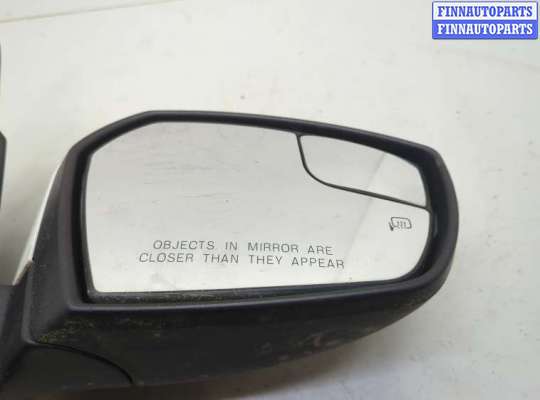 FINNAUTOPARTS
FINNAUTOPARTS
OBJECTS IN MIRROR ARE
CLOSER THAN THEY APPEAR